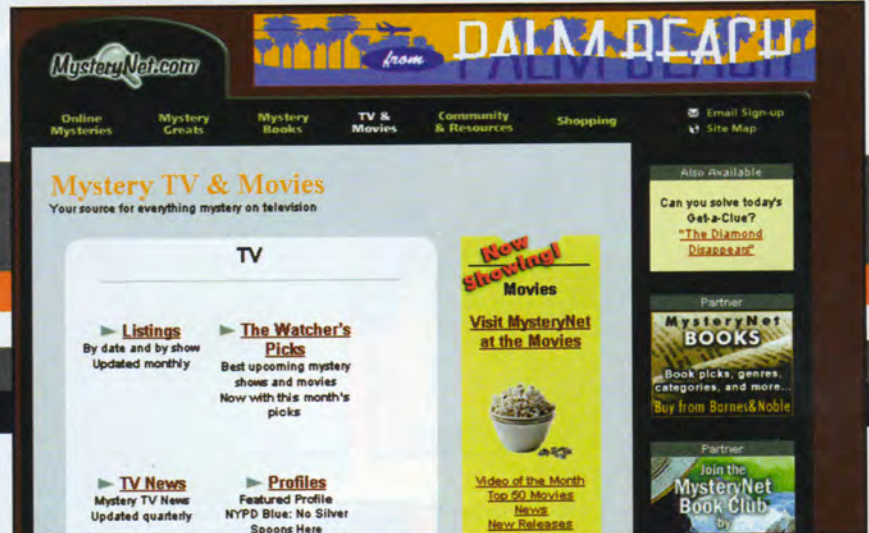 MysteryNet.com
from PALM BEACH
Online Mysteries
Mystery Greats
Mystery Books
TV & Movies
Community & Resources
Shopping
Email Sign-up
Site Map
Mystery TV & Movies
Your source for everything mystery on television
TV
Listings
By date and by show
Updated monthly
The Watcher's
Picks
Best upcoming mystery
shows and movies
Now with this month's
picks
TV News
Mystery TV News
Updated quarterly
Profiles
Featured Profile
NYPD Blue: No Silver
Spoons Here
Now
Showing!
Movies
Visit MysteryNet
at the Movies
Video of the Month
Top 50 Movies
News
New Releases
Also Available
Can you solve today's
Get-a-Clue?
"The Diamond
Disappears"
Partner
MysteryNet
BOOKS
Book picks, genres,
categories, and more...
Buy from Barnes&Noble
Partner
Join the
MysteryNet
Book Club
by